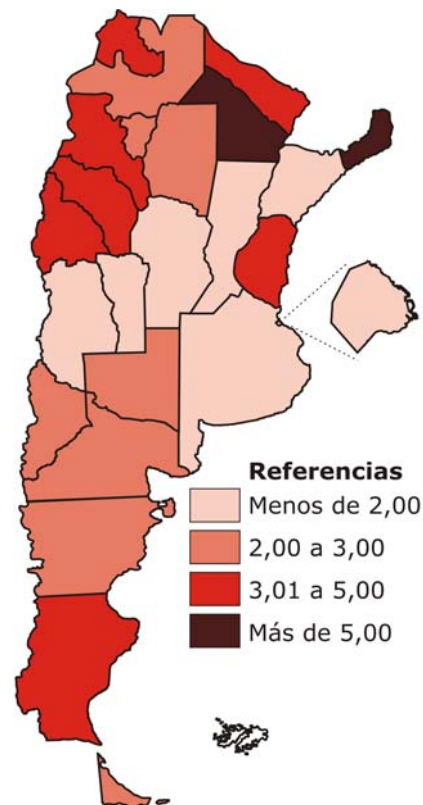 Referencias
Menos de 2,00
2,00 a 3,00
3,01 a 5,00
Más de 5,00